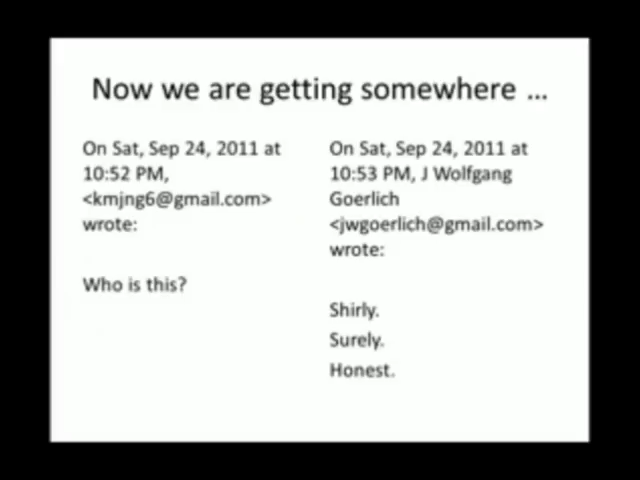 Now we are getting somewhere ...
On Sat, Sep 24, 2011 at
10:52 PM,
<kmjng6@gmail.com>
wrote:
Who is this?
On Sat, Sep 24, 2011 at
10:53 PM, J Wolfgang
Goerlich
<jwgoerlich@gmail.com>
wrote:
Shirly.
Surely.
Honest.